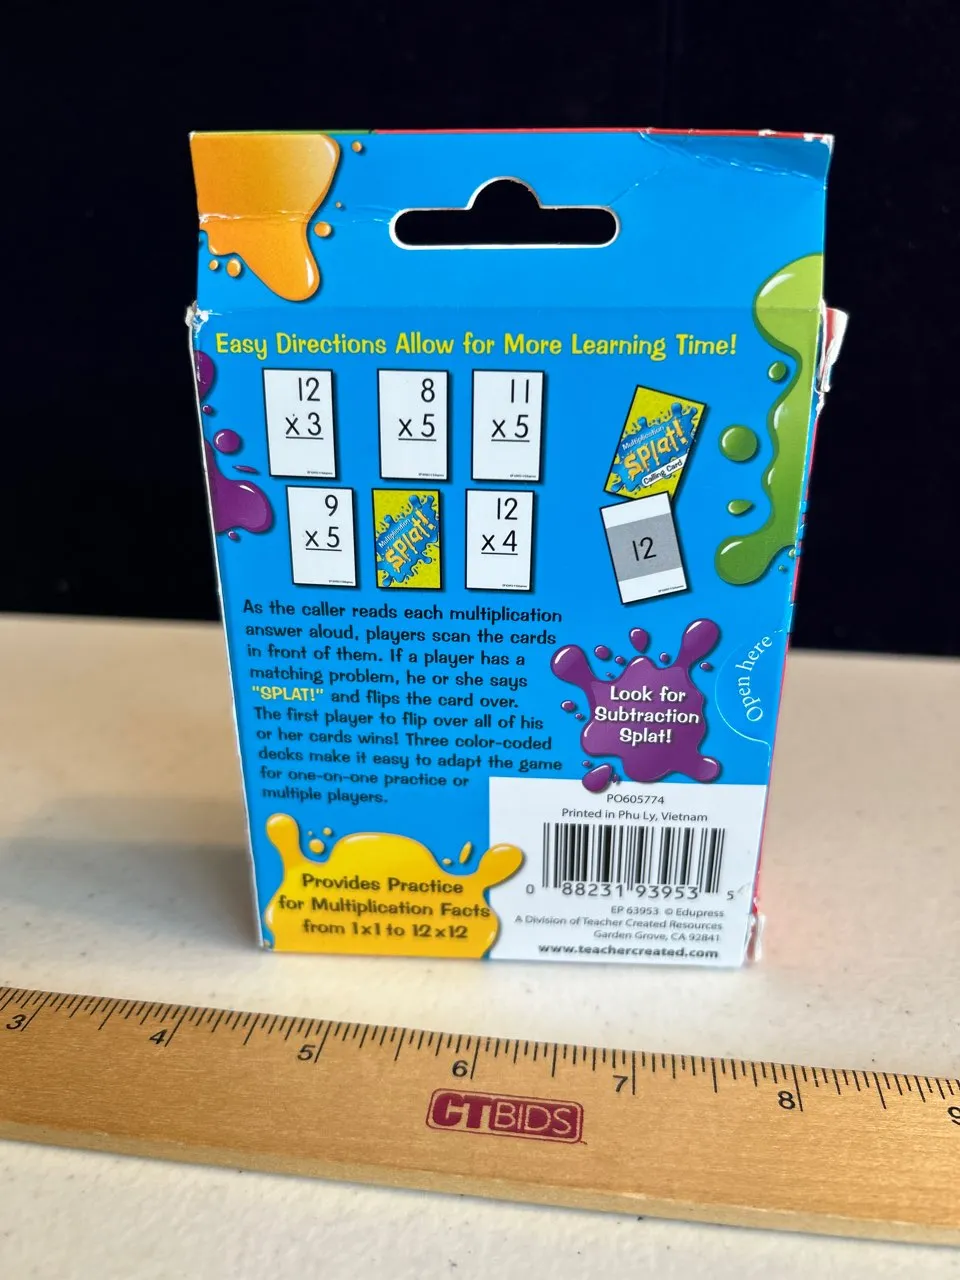 Easy Directions Allow for More Learning Time!
12
x 3
8
x 5
11
x 5
Multiplication
Splat!
Calling Card
9
x 5
Multiplication
Splat!
12
x 4
12
As the caller reads each multiplication
answer aloud, players scan the cards
in front of them. If a player has a
matching problem, he or she says
"SPLAT!" and flips the card over.
The first player to flip over all of his
or her cards wins! Three color-coded
decks make it easy to adapt the game
for one-on-one practice or
multiple players.
Open here
Look for
Subtraction
Splat!
PO605774
Printed in Phu Ly, Vietnam
0 88231 93953 5
EP 63953 © Edupress
A Division of Teacher Created Resources
Garden Grove, CA 92841
www.teachercreated.com
Provides Practice
for Multiplication Facts
from 1x1 to 12x12
3 4 5 6 7 8 9
CTBIDS